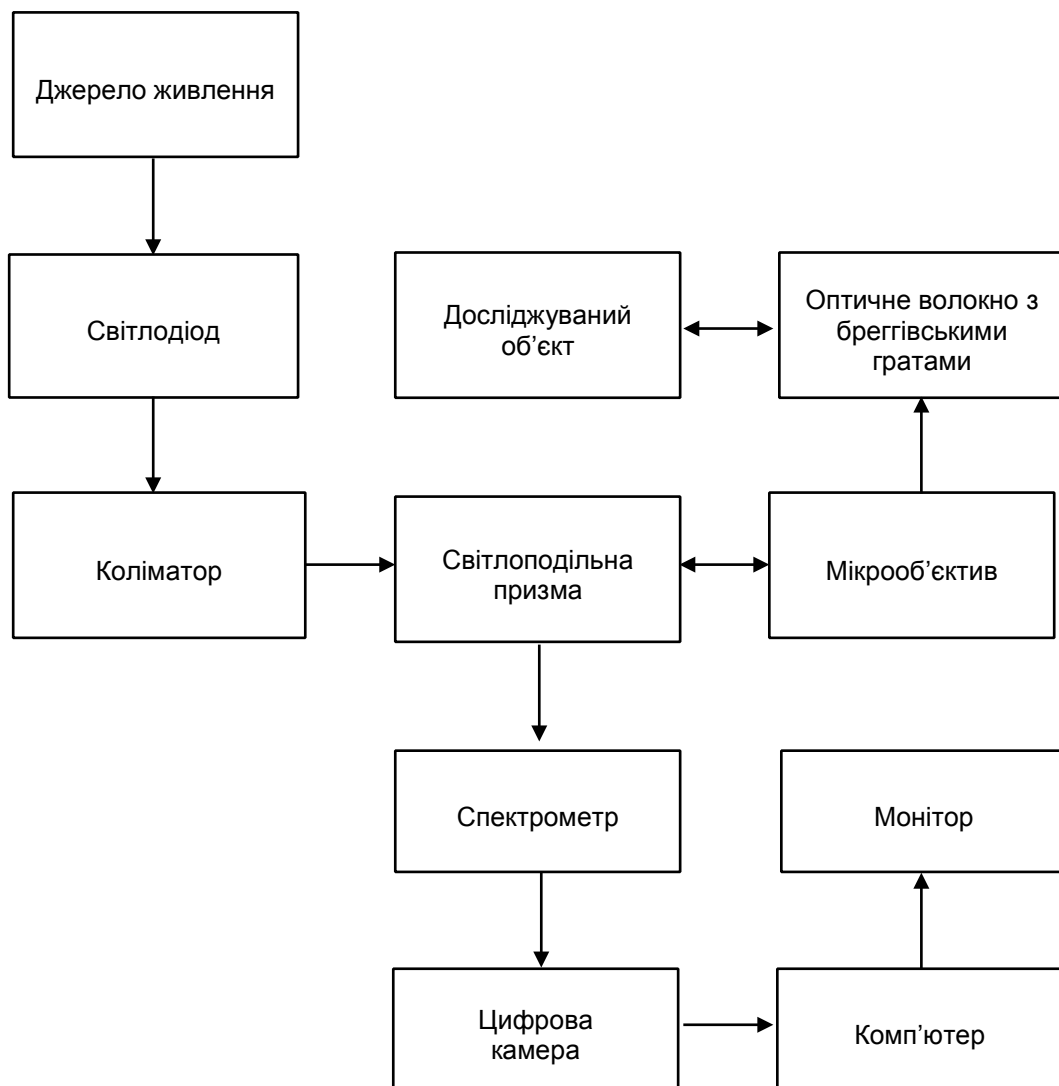 Джерело живлення
Світлодіод
Досліджуваний
об’єкт
Оптичне волокно з
бреггівськими
гратами
Коліматор
Світлоподільна
призма
Мікрооб’єктив
Спектрометр
Монітор
Цифрова
камера
Комп’ютер